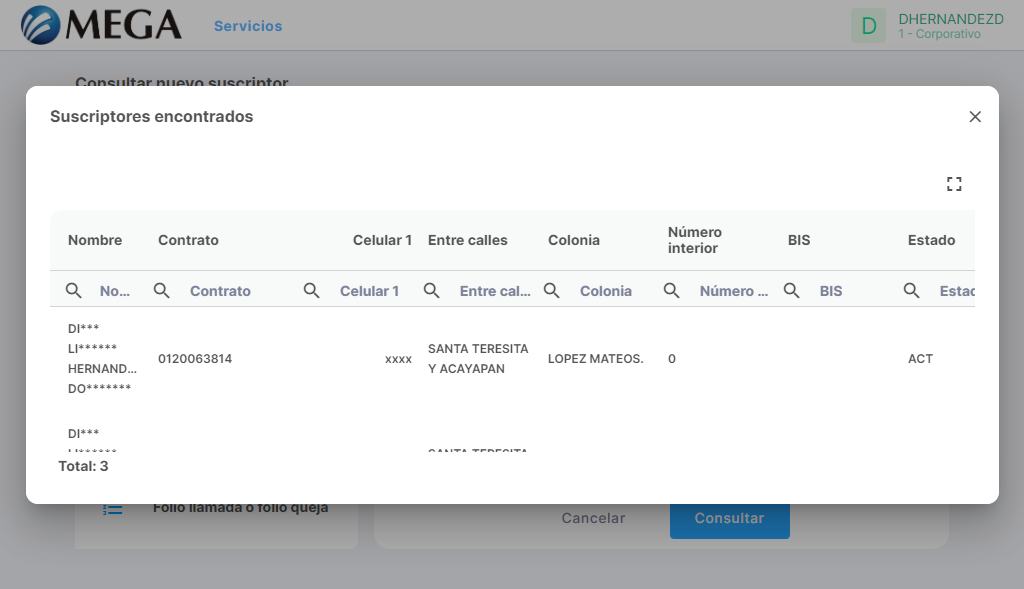 MEGA
Servicios
D
DHERNANDEZD
1 - Corporativo
Consultar nuevo suscriptor
Suscriptores encontrados
Nombre
Contrato
Celular 1
Entre calles
Colonia
Número
interior
BIS
Estado
No...
Contrato
Celular 1
Entre cal...
Colonia
Número ...
BIS
Estad
DI***
LI******
HERNAND...
DO*******
0120063814
xxxx
SANTA TERESITA
Y ACAYAPAN
LOPEZ MATEOS.
0
ACT
DI***
LI******
SANTA TERESITA
Total: 3
Folio llamada o folio queja
Cancelar
Consultar